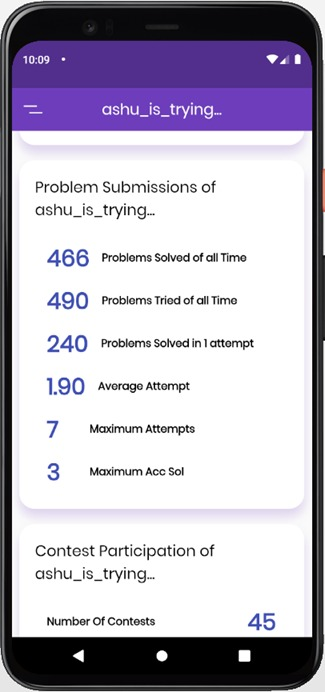 10:09
ashu_is_trying...
Problem Submissions of
ashu_is_trying...
466 Problems Solved of all Time
490 Problems Tried of all Time
240 Problems Solved in 1 attempt
1.90 Average Attempt
7 Maximum Attempts
3 Maximum Acc Sol
Contest Participation of
ashu_is_trying...
Number Of Contests 45